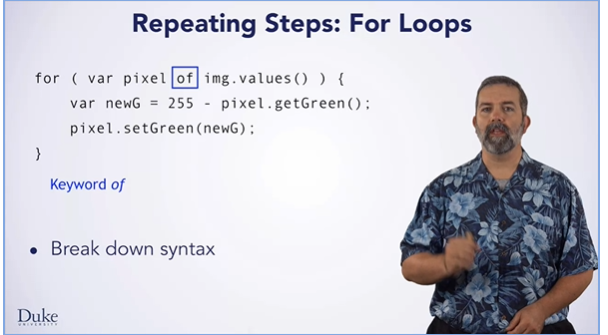 Repeating Steps: For Loops
for ( var pixel of img.values() ) {
var newG = 255 - pixel.getGreen();
pixel.setGreen(newG);
}
Keyword of
• Break down syntax
Duke
UNIVERSITY